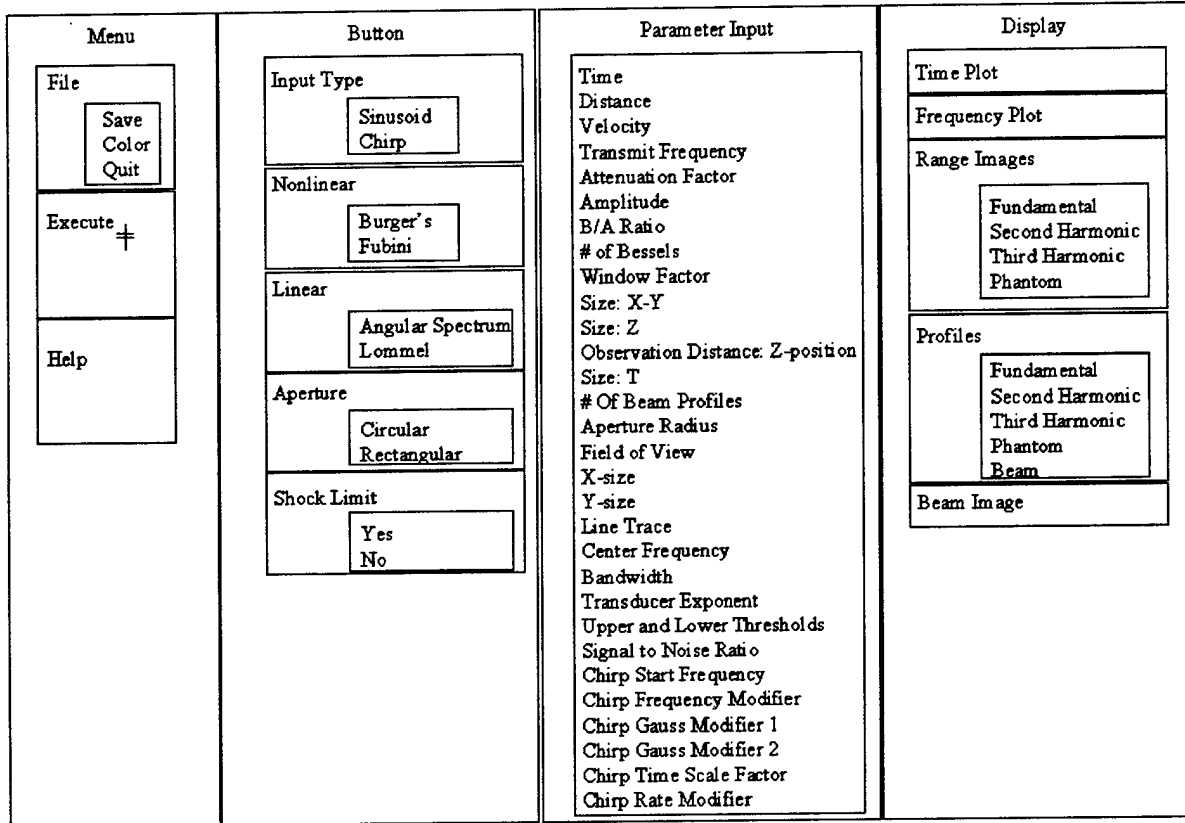 Menu
File
Save
Color
Quit
Execute
Help
Button
Input Type
Sinusoid
Chirp
Nonlinear
Burger's
Fubini
Linear
Angular Spectrum
Lommel
Aperture
Circular
Rectangular
Shock Limit
Yes
No
Parameter Input
Time
Distance
Velocity
Transmit Frequency
Attenuation Factor
Amplitude
B/A Ratio
# of Bessels
Window Factor
Size: X-Y
Size: Z
Observation Distance: Z-position
Size: T
# Of Beam Profiles
Aperture Radius
Field of View
X-size
Y-size
Line Trace
Center Frequency
Bandwidth
Transducer Exponent
Upper and Lower Thresholds
Signal to Noise Ratio
Chirp Start Frequency
Chirp Frequency Modifier
Chirp Gauss Modifier 1
Chirp Gauss Modifier 2
Chirp Time Scale Factor
Chirp Rate Modifier
Display
Time Plot
Frequency Plot
Range Images
Fundamental
Second Harmonic
Third Harmonic
Phantom
Profiles
Fundamental
Second Harmonic
Third Harmonic
Phantom
Beam
Beam Image